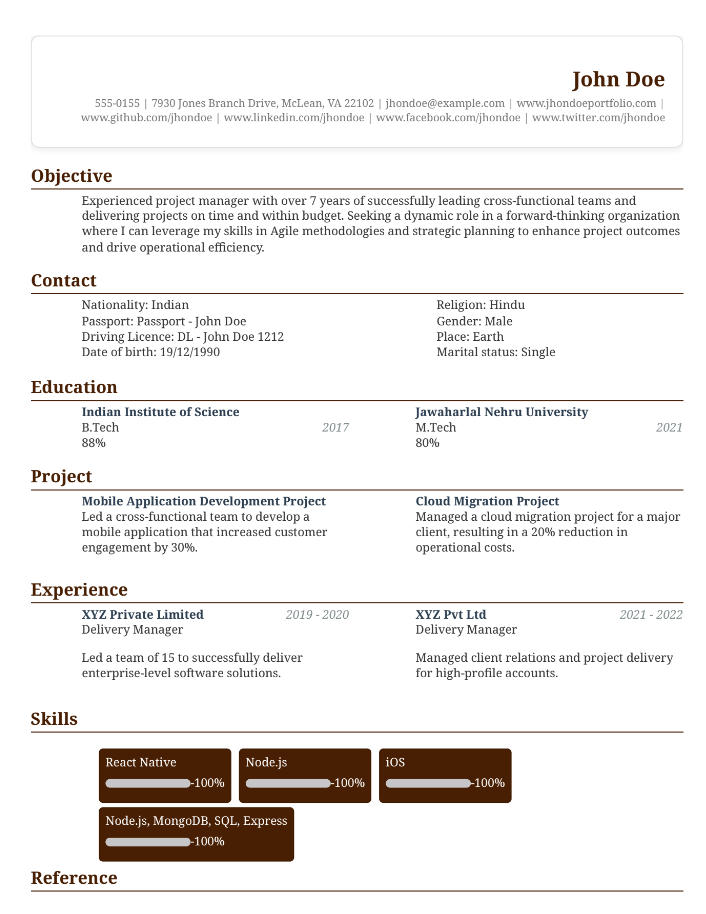 John Doe
555-0155 | 7930 Jones Branch Drive, McLean, VA 22102 | jhondoe@example.com | www.jhondoeportfolio.com |
www.github.com/jhondoe | www.linkedin.com/jhondoe | www.facebook.com/jhondoe | www.twitter.com/jhondoe
Objective
Experienced project manager with over 7 years of successfully leading cross-functional teams and
delivering projects on time and within budget. Seeking a dynamic role in a forward-thinking organization
where I can leverage my skills in Agile methodologies and strategic planning to enhance project outcomes
and drive operational efficiency.
Contact
Nationality: Indian
Passport: Passport - John Doe
Driving Licence: DL - John Doe 1212
Date of birth: 19/12/1990
Religion: Hindu
Gender: Male
Place: Earth
Marital status: Single
Education
Indian Institute of Science
B.Tech 2017
88%
Jawaharlal Nehru University
M.Tech 2021
80%
Project
Mobile Application Development Project
Led a cross-functional team to develop a
mobile application that increased customer
engagement by 30%.
Cloud Migration Project
Managed a cloud migration project for a major
client, resulting in a 20% reduction in
operational costs.
Experience
XYZ Private Limited 2019 - 2020
Delivery Manager
Led a team of 15 to successfully deliver
enterprise-level software solutions.
XYZ Pvt Ltd 2021 - 2022
Delivery Manager
Managed client relations and project delivery
for high-profile accounts.
Skills
React Native
-100%
Node.js
-100%
iOS
-100%
Node.js, MongoDB, SQL, Express
-100%
Reference